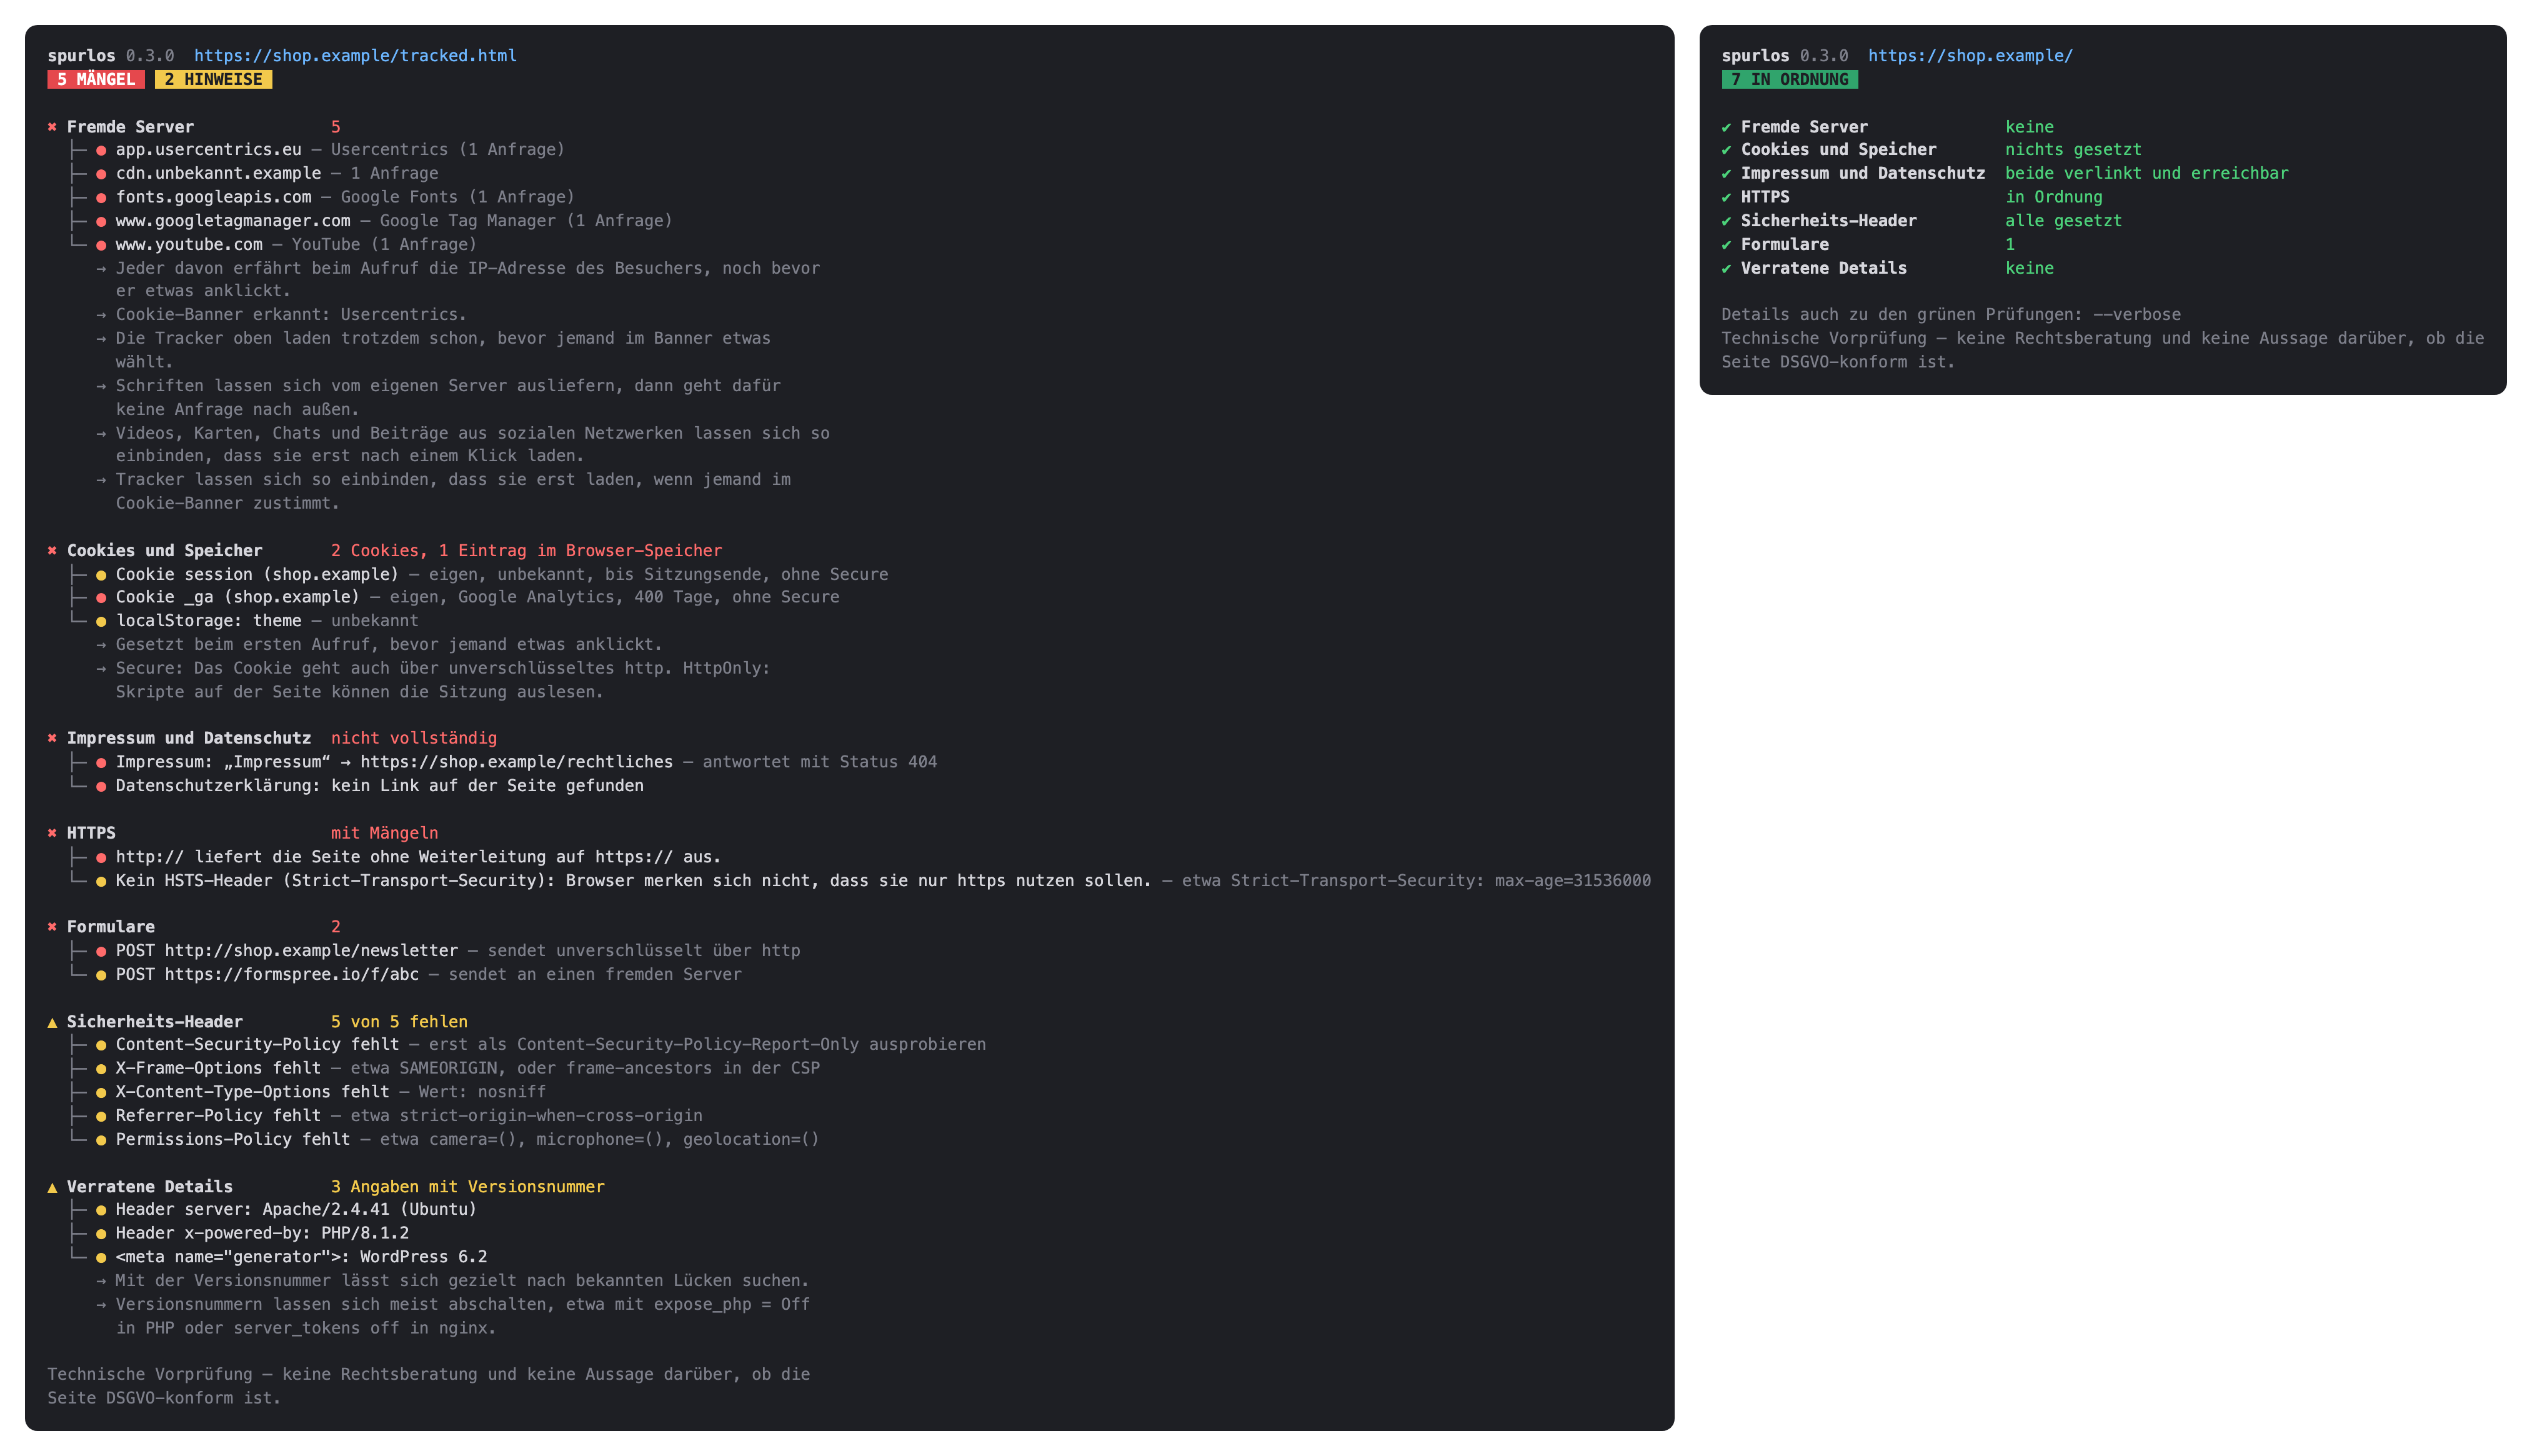 spurlos 0.3.0  https://shop.example/tracked.html
5 MÄNGEL  2 HINWEISE
✖ Fremde Server  5
├─ ● app.usercentrics.eu — Usercentrics (1 Anfrage)
├─ ● cdn.unbekannt.example — 1 Anfrage
├─ ● fonts.googleapis.com — Google Fonts (1 Anfrage)
├─ ● www.googletagmanager.com — Google Tag Manager (1 Anfrage)
└─ ● www.youtube.com — YouTube (1 Anfrage)
→ Jeder davon erfährt beim Aufruf die IP-Adresse des Besuchers, noch bevor
er etwas anklickt.
→ Cookie-Banner erkannt: Usercentrics.
→ Die Tracker oben laden trotzdem schon, bevor jemand im Banner etwas
wählt.
→ Schriften lassen sich vom eigenen Server ausliefern, dann geht dafür
keine Anfrage nach außen.
→ Videos, Karten, Chats und Beiträge aus sozialen Netzwerken lassen sich so
einbinden, dass sie erst nach einem Klick laden.
→ Tracker lassen sich so einbinden, dass sie erst laden, wenn jemand im
Cookie-Banner zustimmt.
✖ Cookies und Speicher  2 Cookies, 1 Eintrag im Browser-Speicher
├─ ● Cookie session (shop.example) — eigen, unbekannt, bis Sitzungsende, ohne Secure
├─ ● Cookie _ga (shop.example) — eigen, Google Analytics, 400 Tage, ohne Secure
└─ ● localStorage: theme — unbekannt
→ Gesetzt beim ersten Aufruf, bevor jemand etwas anklickt.
→ Secure: Das Cookie geht auch über unverschlüsseltes http. HttpOnly:
Skripte auf der Seite können die Sitzung auslesen.
✖ Impressum und Datenschutz  nicht vollständig
├─ ● Impressum: „Impressum“ → https://shop.example/rechtliches — antwortet mit Status 404
└─ ● Datenschutzerklärung: kein Link auf der Seite gefunden
✖ HTTPS  mit Mängeln
├─ ● http:// liefert die Seite ohne Weiterleitung auf https:// aus.
└─ ● Kein HSTS-Header (Strict-Transport-Security): Browser merken sich nicht, dass sie nur https nutzen sollen. — etwa Strict-Transport-Security: max-age=31536000
✖ Formulare  2
├─ ● POST http://shop.example/newsletter — sendet unverschlüsselt über http
└─ ● POST https://formspree.io/f/abc — sendet an einen fremden Server
▲ Sicherheits-Header  5 von 5 fehlen
├─ ● Content-Security-Policy fehlt — erst als Content-Security-Policy-Report-Only ausprobieren
├─ ● X-Frame-Options fehlt — etwa SAMEORIGIN, oder frame-ancestors in der CSP
├─ ● X-Content-Type-Options fehlt — Wert: nosniff
├─ ● Referrer-Policy fehlt — etwa strict-origin-when-cross-origin
└─ ● Permissions-Policy fehlt — etwa camera=(), microphone=(), geolocation=()
▲ Verratene Details  3 Angaben mit Versionsnummer
├─ ● Header server: Apache/2.4.41 (Ubuntu)
├─ ● Header x-powered-by: PHP/8.1.2
└─ ● <meta name="generator">: WordPress 6.2
→ Mit der Versionsnummer lässt sich gezielt nach bekannten Lücken suchen.
→ Versionsnummern lassen sich meist abschalten, etwa mit expose_php = Off
in PHP oder server_tokens off in nginx.
Technische Vorprüfung — keine Rechtsberatung und keine Aussage darüber, ob die
Seite DSGVO-konform ist.
spurlos 0.3.0  https://shop.example/
7 IN ORDNUNG
✔ Fremde Server  keine
✔ Cookies und Speicher  nichts gesetzt
✔ Impressum und Datenschutz  beide verlinkt und erreichbar
✔ HTTPS  in Ordnung
✔ Sicherheits-Header  alle gesetzt
✔ Formulare  1
✔ Verratene Details  keine
Details auch zu den grünen Prüfungen: --verbose
Technische Vorprüfung — keine Rechtsberatung und keine Aussage darüber, ob die
Seite DSGVO-konform ist.